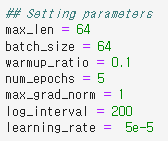 ## Setting parameters
max_len = 64
batch_size = 64
warmup_ratio = 0.1
num_epochs = 5
max_grad_norm = 1
log_interval = 200
learning_rate =  5e-5